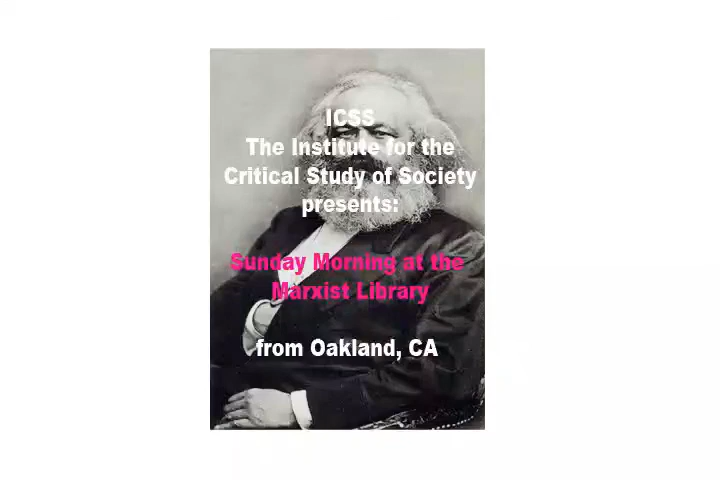 ICSS
The Institute for the
Critical Study of Society
presents:
Sunday Morning at the
Marxist Library
from Oakland, CA